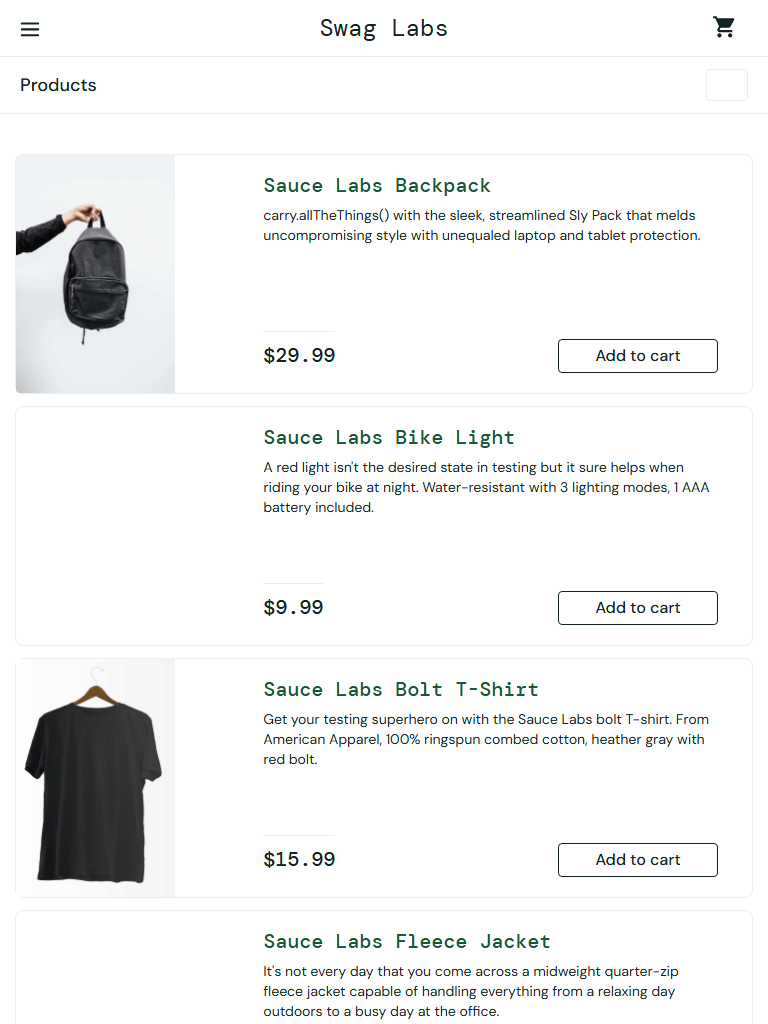 Swag Labs
Products
Sauce Labs Backpack
carry.allTheThings() with the sleek, streamlined Sly Pack that melds
uncompromising style with unequaled laptop and tablet protection.
$29.99
Add to cart
Sauce Labs Bike Light
A red light isn't the desired state in testing but it sure helps when
riding your bike at night. Water-resistant with 3 lighting modes, 1 AAA
battery included.
$9.99
Add to cart
Sauce Labs Bolt T-Shirt
Get your testing superhero on with the Sauce Labs bolt T-shirt. From
American Apparel, 100% ringspun combed cotton, heather gray with
red bolt.
$15.99
Add to cart
Sauce Labs Fleece Jacket
It's not every day that you come across a midweight quarter-zip
fleece jacket capable of handling everything from a relaxing day
outdoors to a busy day at the office.